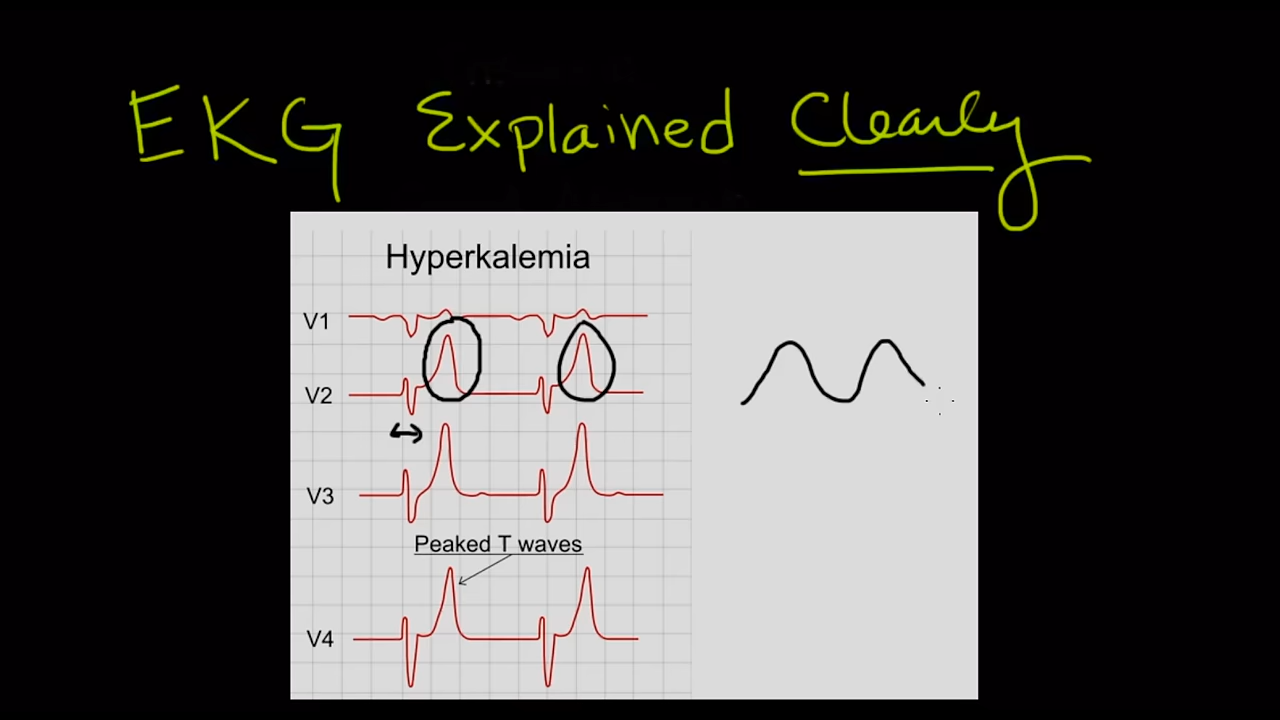 EKG Explained Clearly
Hyperkalemia
V1
V2
V3
Peaked T waves
V4